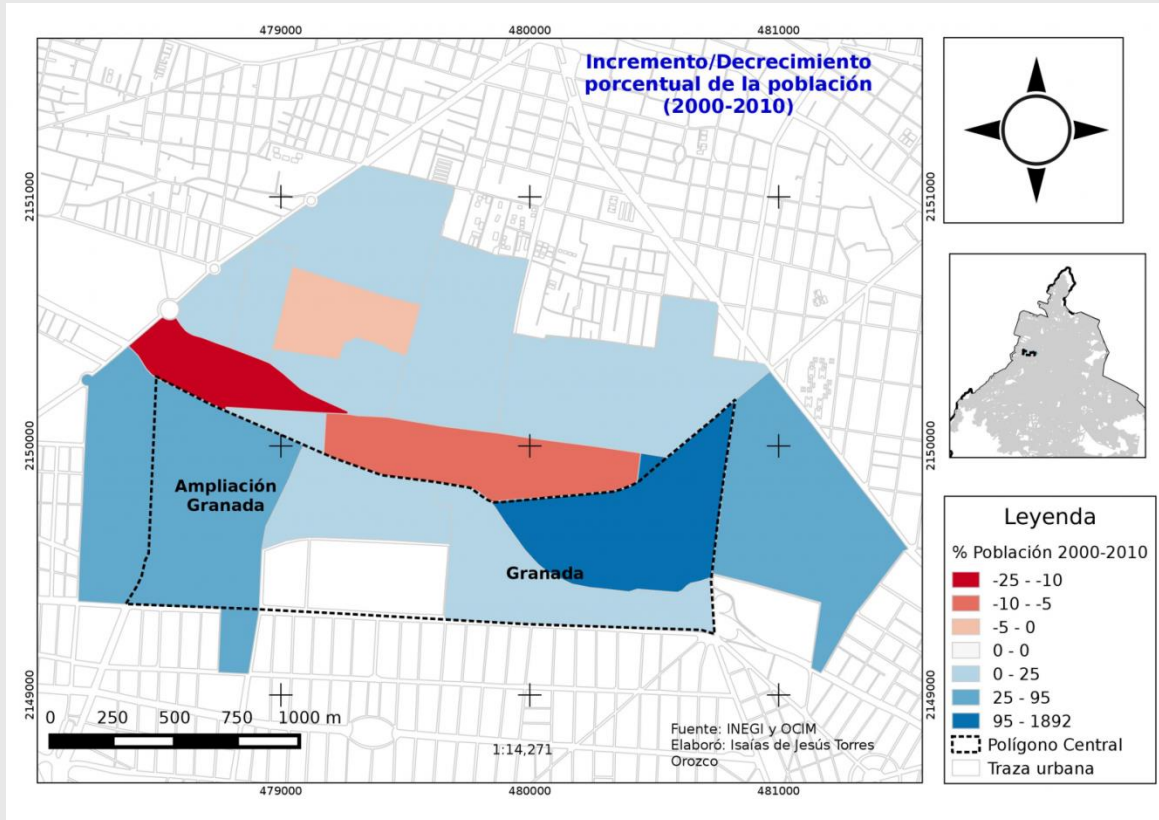 479000
480000
481000
Incremento/Decrecimiento
porcentual de la población
(2000-2010)
2151000
2151000
2150000
2150000
Ampliación
Granada
Granada
2149000
2149000
0 250 500 750 1000 m
1:14,271
Fuente: INEGI y OCIM
Elaboró: Isaías de Jesús Torres
Orozco
479000
480000
481000
Leyenda
% Población 2000-2010
-25 - -10
-10 - -5
-5 - 0
0 - 0
0 - 25
25 - 95
95 - 1892
Polígono Central
Traza urbana